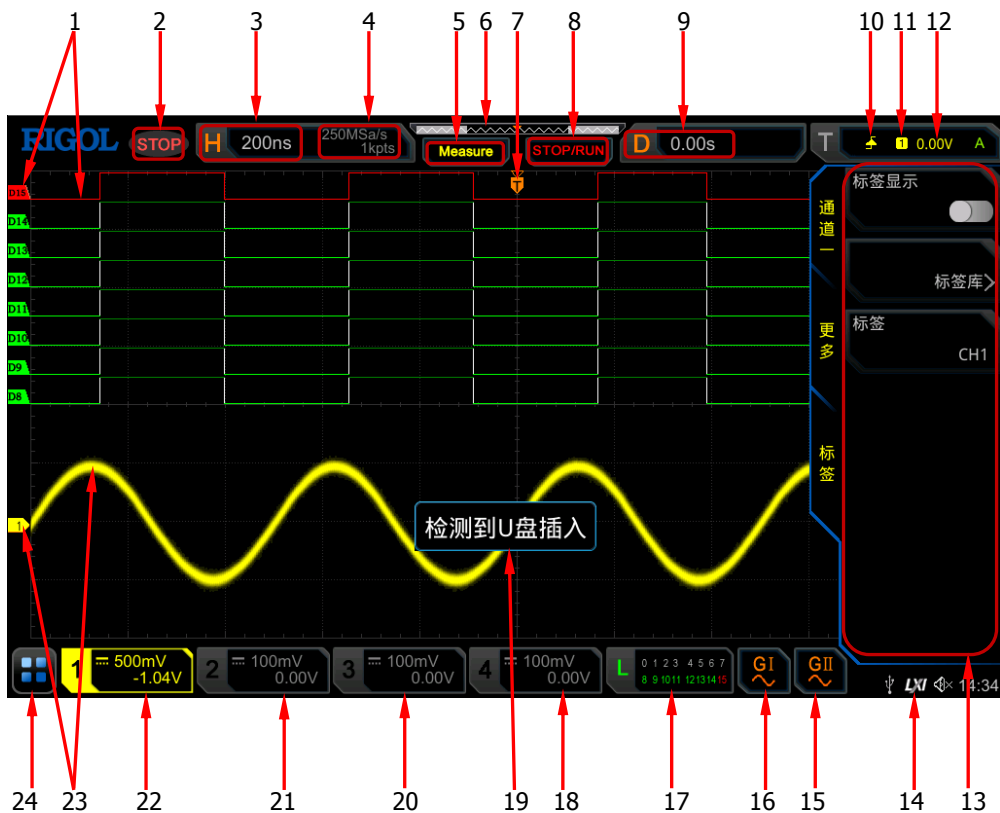 1 2 3 4 5 6 7 8 9 10 11 12
RIGOL STOP H 200ns 250MSa/s 1kpts Measure STOP/RUN D 0.00s T 1 0.00V A
T
D15
D14
D13
D12
D11
D10
D9
D8
1
检测到U盘插入
通道一
更多
标签
标签显示
标签库>
标签
CH1
1 500mV -1.04V
2 100mV 0.00V
3 100mV 0.00V
4 100mV 0.00V
L 0 1 2 3 4 5 6 7
8 9 10 11 12 13 14 15
GI GII
LXI 14:34
24 23 22 21 20 19 18 17 16 15 14 13